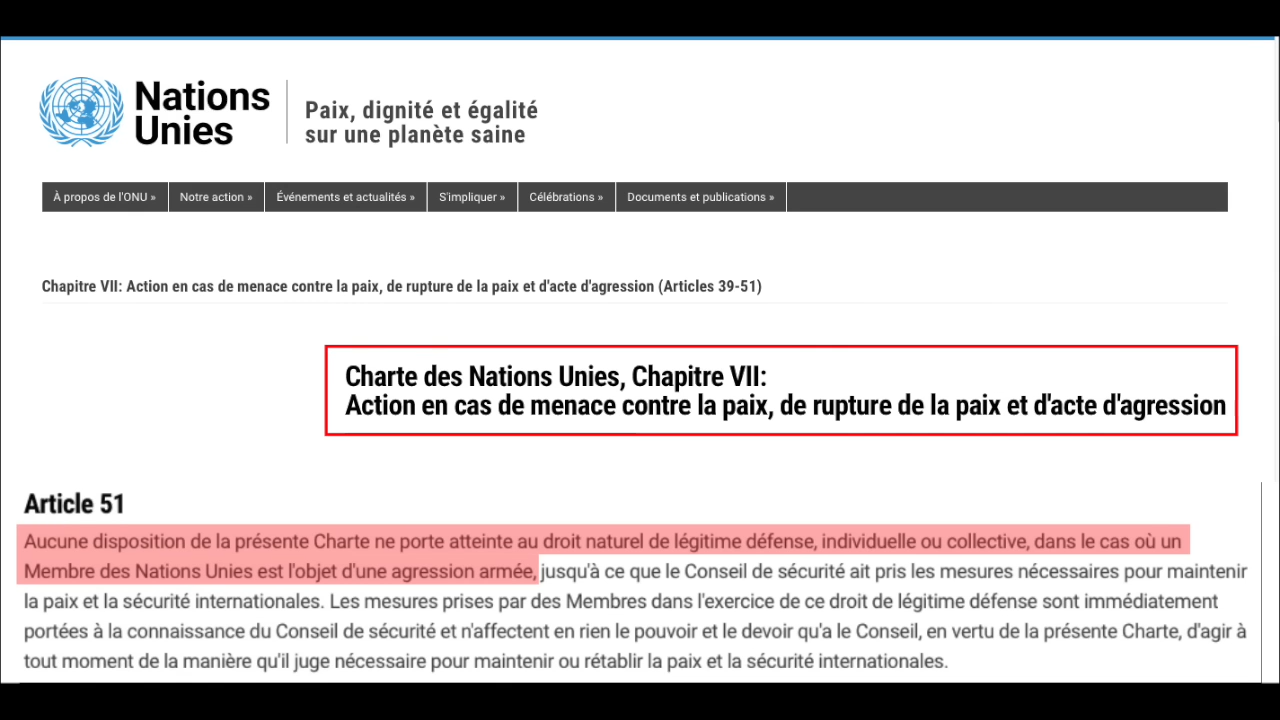 Nations
Unies
Paix, dignité et égalité
sur une planète saine
À propos de l'ONU » Notre action » Événements et actualités » S'impliquer » Célébrations » Documents et publications »
Chapitre VII: Action en cas de menace contre la paix, de rupture de la paix et d'acte d'agression (Articles 39-51)
Charte des Nations Unies, Chapitre VII:
Action en cas de menace contre la paix, de rupture de la paix et d'acte d'agression
Article 51
Aucune disposition de la présente Charte ne porte atteinte au droit naturel de légitime défense, individuelle ou collective, dans le cas où un
Membre des Nations Unies est l'objet d'une agression armée, jusqu'à ce que le Conseil de sécurité ait pris les mesures nécessaires pour maintenir
la paix et la sécurité internationales. Les mesures prises par des Membres dans l'exercice de ce droit de légitime défense sont immédiatement
portées à la connaissance du Conseil de sécurité et n'affectent en rien le pouvoir et le devoir qu'a le Conseil, en vertu de la présente Charte, d'agir à
tout moment de la manière qu'il juge nécessaire pour maintenir ou rétablir la paix et la sécurité internationales.